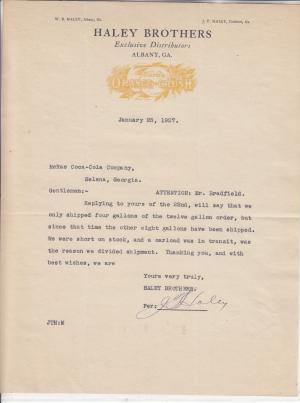 W. B. HALEY, Albany, Ga.
J. T. HALEY, Cordele, Ga.
HALEY BROTHERS
Exclusive Distributors
ALBANY, GA.
ORANGE-CRUSH
January 25, 1927.
McRae Coca-Cola Company,
Helena, Georgia.
Gentlemen:- ATTENTION: Mr. Bradfield.
Replying to yours of the 22nd, will say that we
only shipped four gallons of the twelve gallon order, but
since that time the other eight gallons have been shipped.
We were short on stock, and a carload was in transit, was
the reason we divided shipment. Thanking you, and with
best wishes, we are
Yours very truly,
HALEY BROTHERS.
Per: J T Haley
JTH:N